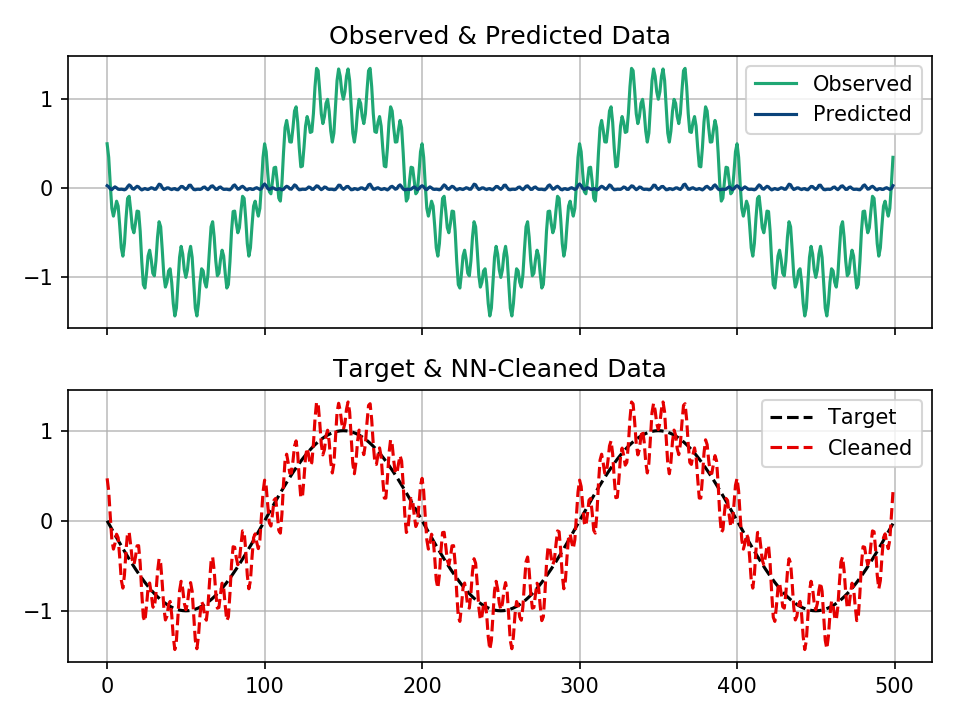 Observed & Predicted Data
1
0
−1
Observed
Predicted
Target & NN-Cleaned Data
1
0
−1
Target
Cleaned
0 100 200 300 400 500